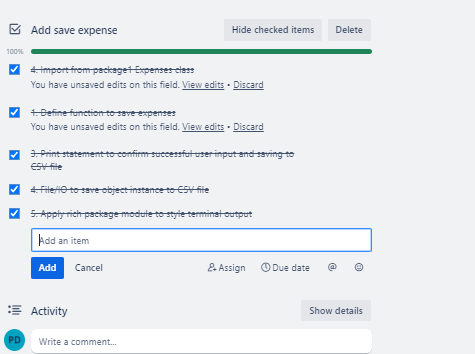 Add save expense
Hide checked items
Delete
100%
4. Import from package1 Expenses class
You have unsaved edits on this field. View edits • Discard
1. Define function to save expenses
You have unsaved edits on this field. View edits • Discard
3. Print statement to confirm successful user input and saving to
CSV file
4. File/IO to save object instance to CSV file
5. Apply rich package module to style terminal output
Add an item
Add
Cancel
Assign
Due date
Activity
Show details
PD
Write a comment...